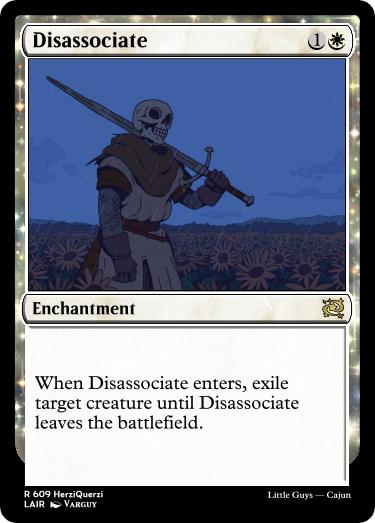 Disassociate 1
Enchantment
When Disassociate enters, exile
target creature until Disassociate
leaves the battlefield.
R 609 HerziQuerzi
LAIR VARGUY
Little Guys — Cajun